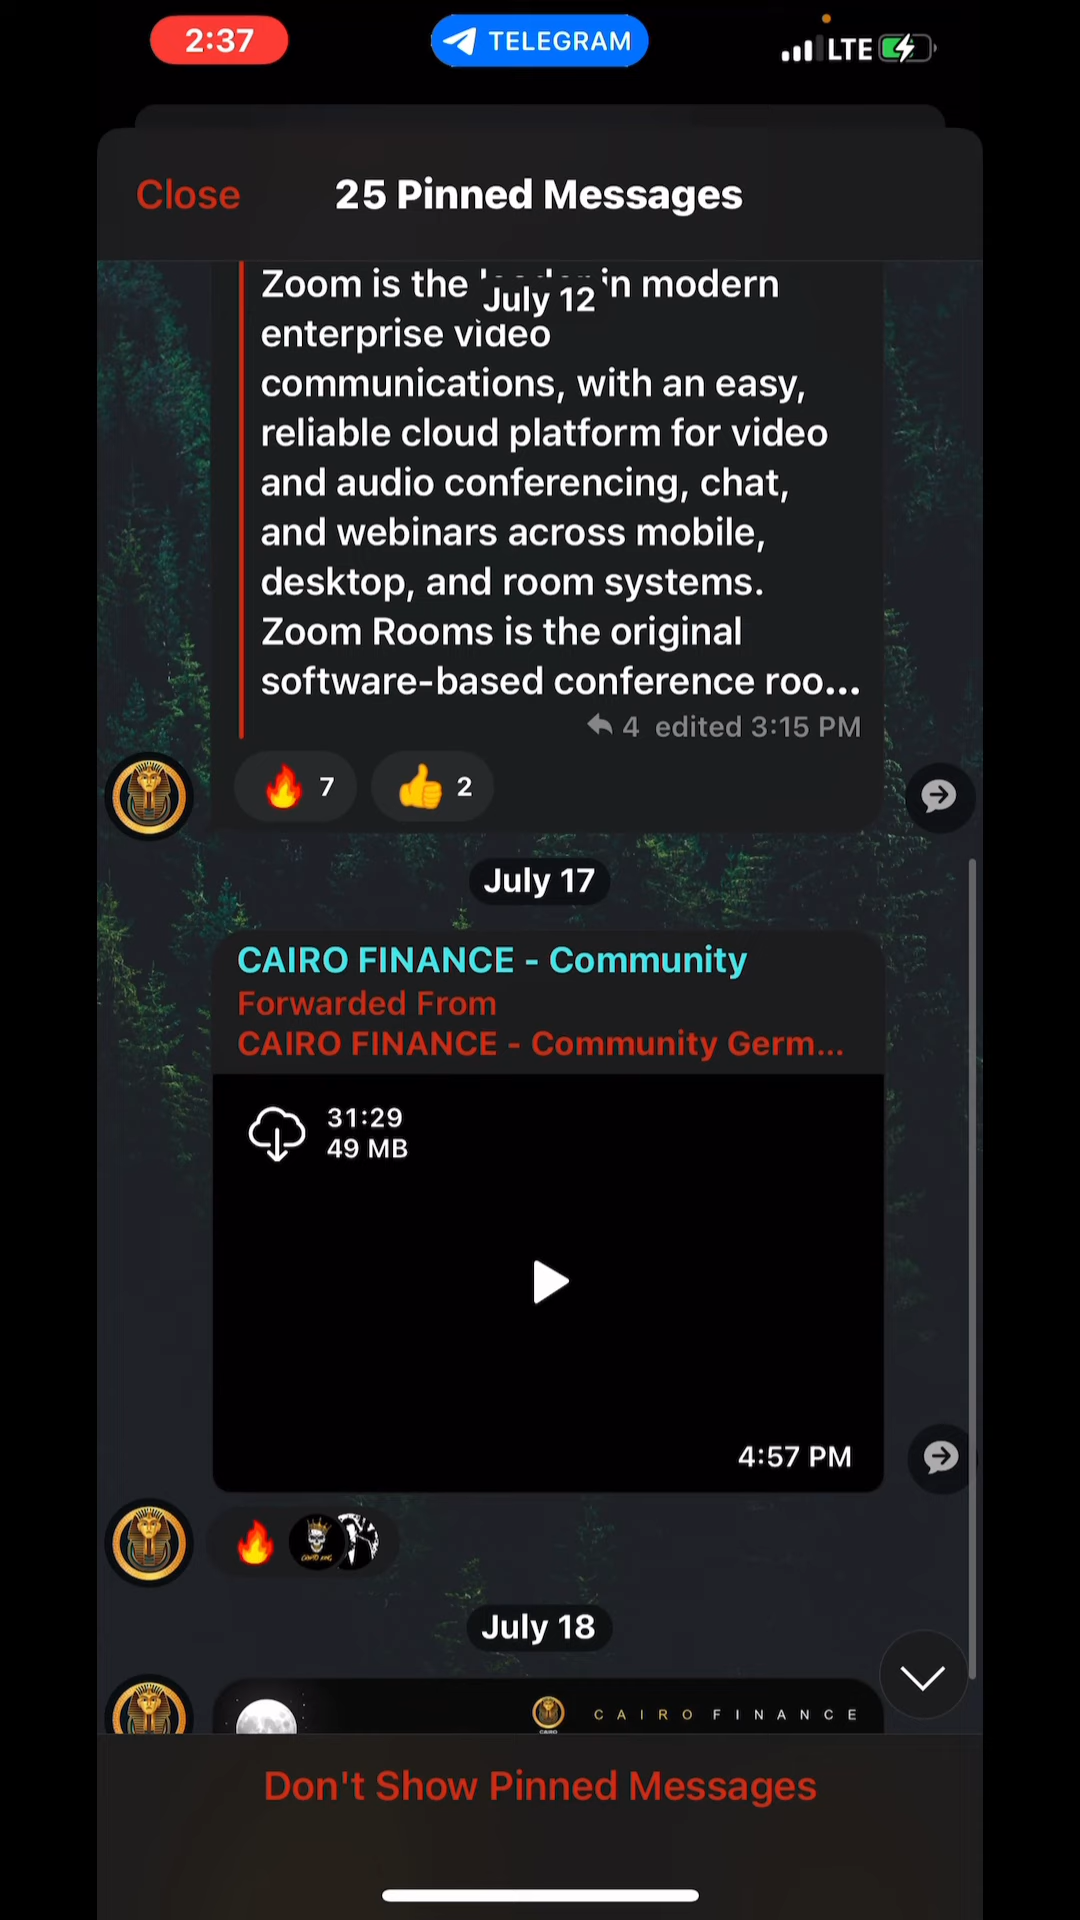 2:37
TELEGRAM
LTE
Close
25 Pinned Messages
Zoom is the leader in modern
July 12
enterprise video
communications, with an easy,
reliable cloud platform for video
and audio conferencing, chat,
and webinars across mobile,
desktop, and room systems.
Zoom Rooms is the original
software-based conference roo...
4 edited 3:15 PM
7
2
July 17
CAIRO FINANCE - Community
Forwarded From
CAIRO FINANCE - Community Germ...
31:29
49 MB
4:57 PM
July 18
CAIRO FINANCE
Don't Show Pinned Messages